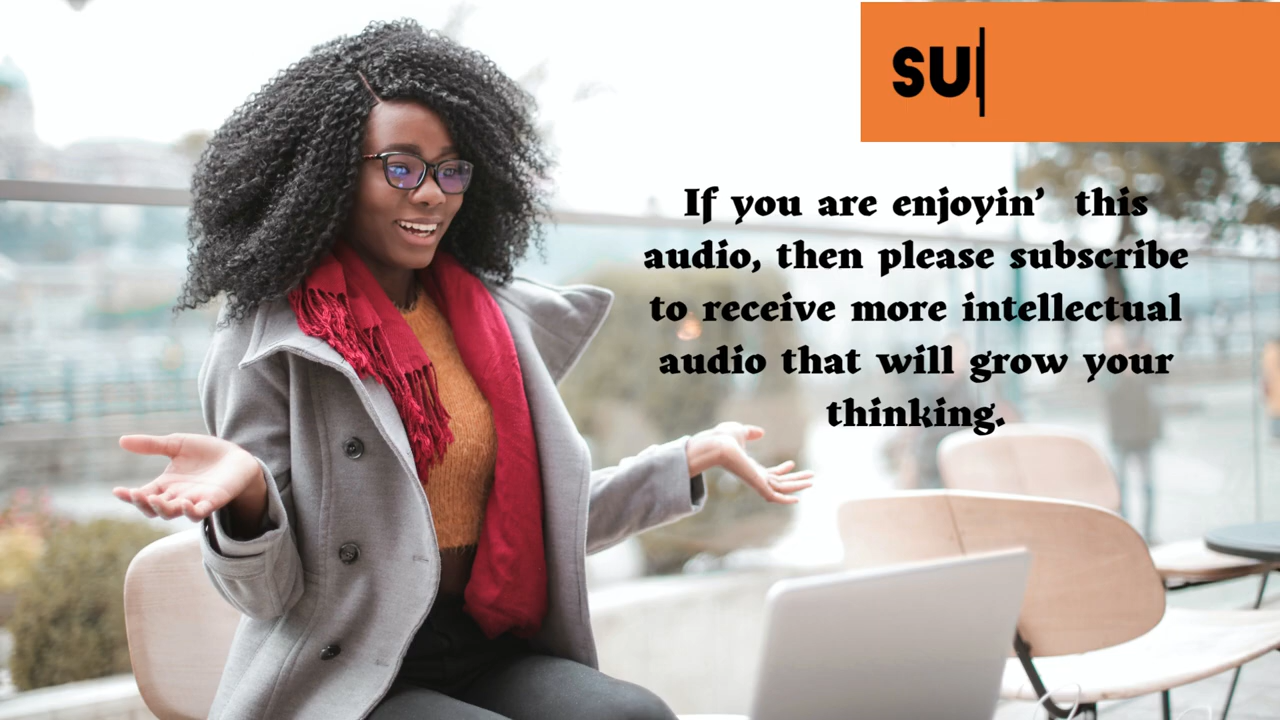 SU
If you are enjoyin’ this
audio, then please subscribe
to receive more intellectual
audio that will grow your
thinking.